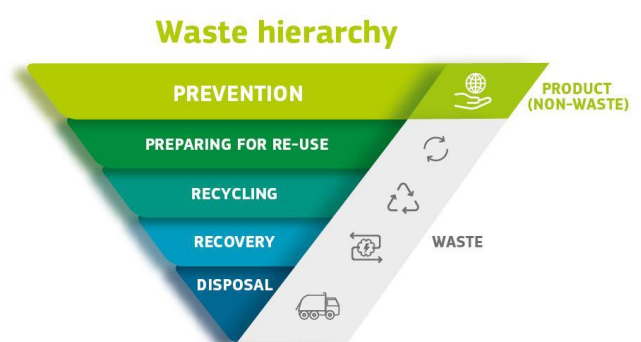 Waste hierarchy
PREVENTION
PRODUCT
(NON-WASTE)
PREPARING FOR RE-USE
RECYCLING
RECOVERY
WASTE
DISPOSAL